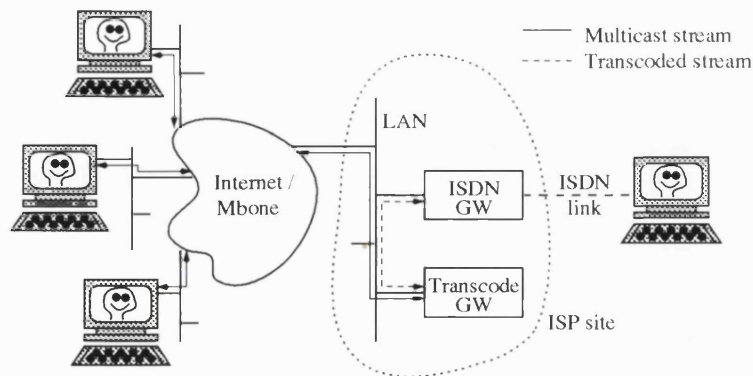 Multicast stream
Transcoded stream
LAN
Internet /
Mbone
ISDN
GW
ISDN
link
Transcode
GW
ISP site